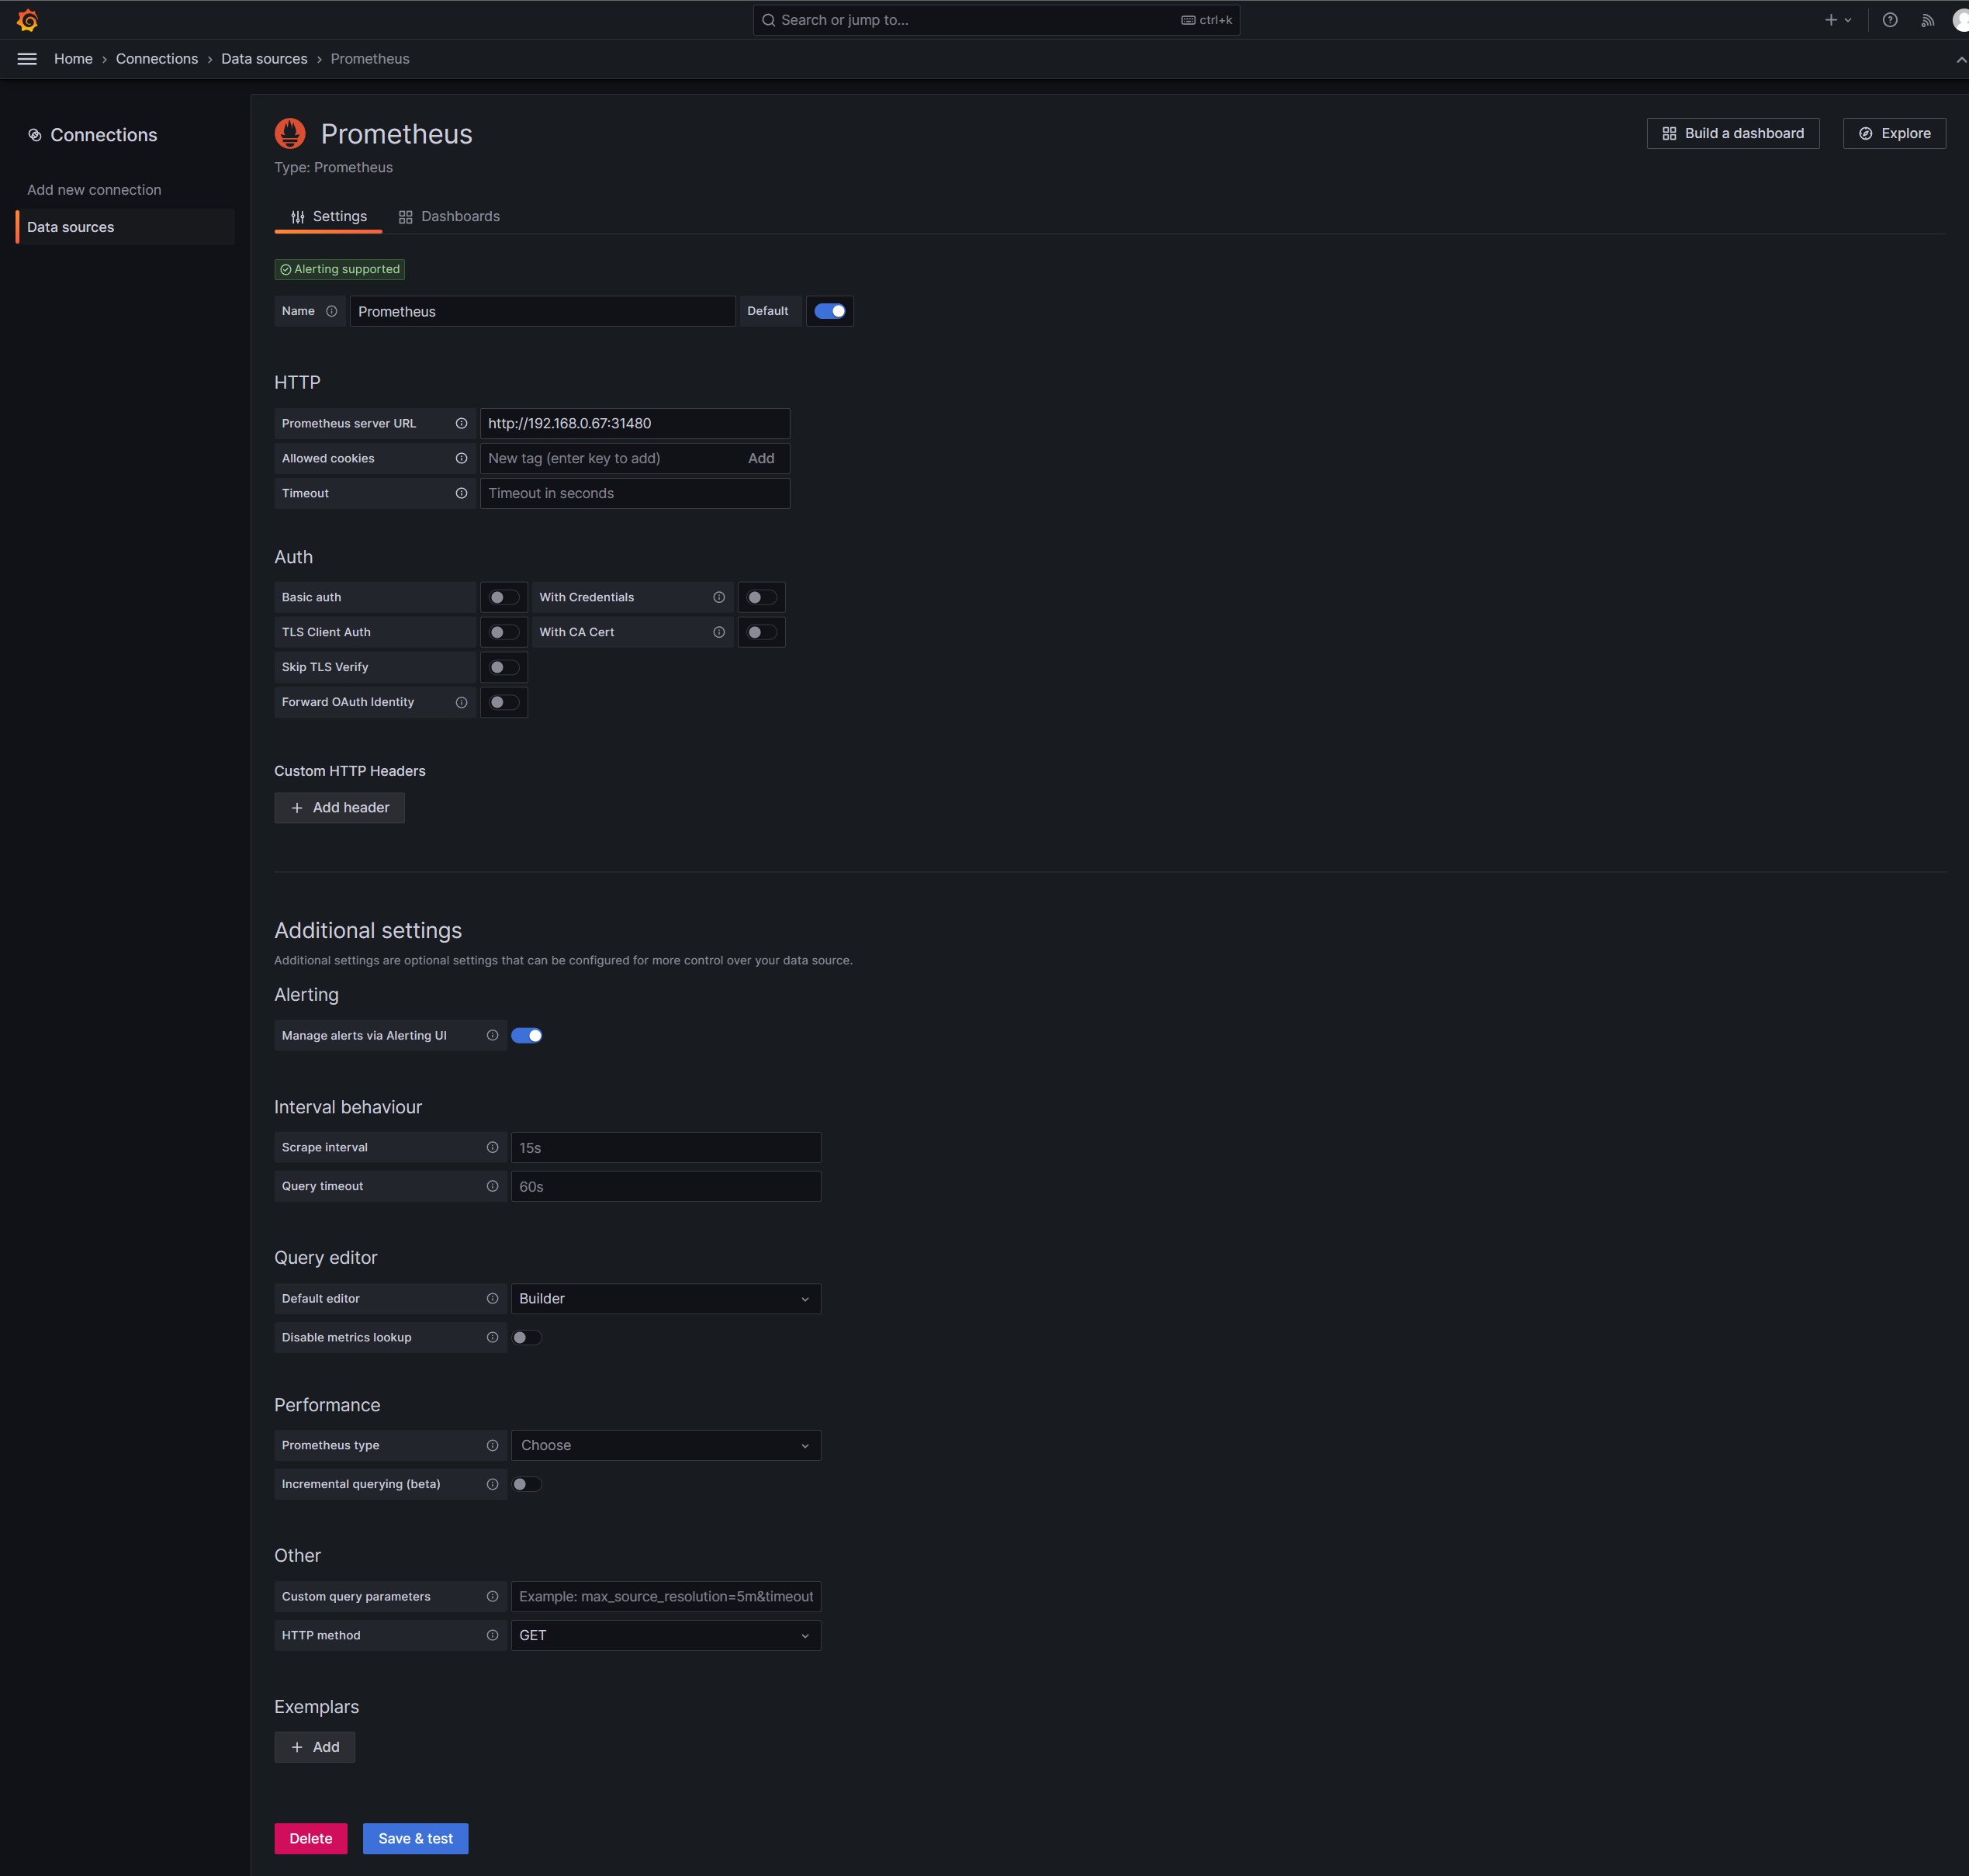 Search or jump to... ctrl+k
Home › Connections › Data sources › Prometheus
Connections
Add new connection
Data sources
Prometheus
Type: Prometheus
Build a dashboard
Explore
Settings
Dashboards
Alerting supported
Name Prometheus Default
HTTP
Prometheus server URL http://192.168.0.67:31480
Allowed cookies New tag (enter key to add) Add
Timeout Timeout in seconds
Auth
Basic auth With Credentials
TLS Client Auth With CA Cert
Skip TLS Verify
Forward OAuth Identity
Custom HTTP Headers
+ Add header
Additional settings
Additional settings are optional settings that can be configured for more control over your data source.
Alerting
Manage alerts via Alerting UI
Interval behaviour
Scrape interval 15s
Query timeout 60s
Query editor
Default editor Builder
Disable metrics lookup
Performance
Prometheus type Choose
Incremental querying (beta)
Other
Custom query parameters Example: max_source_resolution=5m&timeout
HTTP method GET
Exemplars
+ Add
Delete Save & test